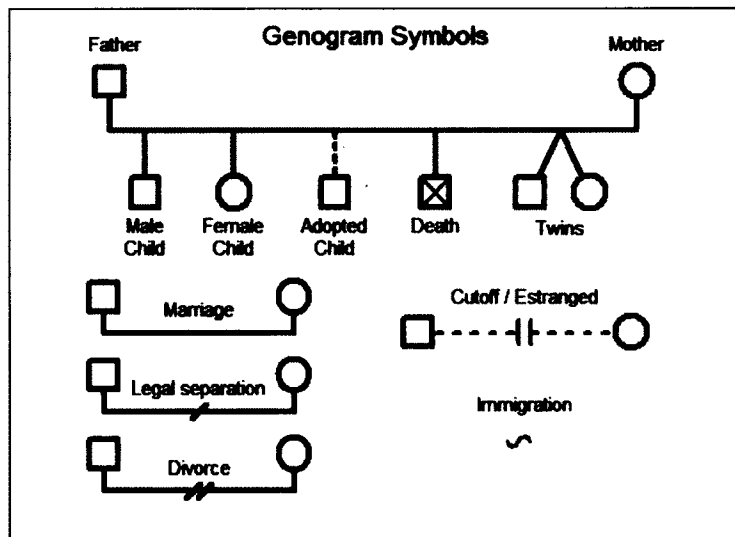 Genogram Symbols
Father
Mother
Male
Child
Female
Child
Adopted
Child
Death
Twins
Marriage
Cutoff / Estranged
Legal separation
Immigration
Divorce